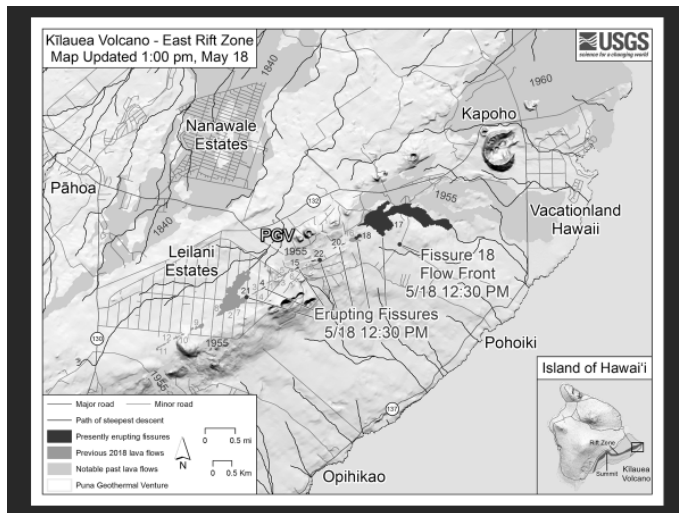 Kīlauea Volcano - East Rift Zone
Map Updated 1:00 pm, May 18
USGS
science for a changing world
1840
1960
Nanawale
Estates
Kapoho
Pāhoa
132
1955
Vacationland
Hawaii
1840
PGV
17
18
20
1955
Leilani
Estates
22
15
Fissure 18
Flow Front
5/18 12:30 PM
21
4
Erupting Fissures
5/18 12:30 PM
130
1955
Pohoiki
1955
137
Opihikao
Major road
Minor road
Path of steepest descent
Presently erupting fissures
Previous 2018 lava flows
Notable past lava flows
Puna Geothermal Venture
N
0 0.5 mi
0 0.5 Km
Island of Hawai'i
Rift Zone
Summit
Kīlauea
Volcano